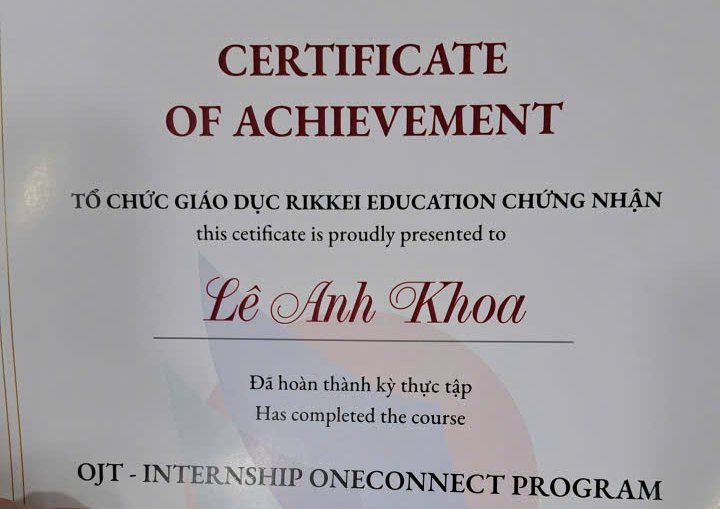 CERTIFICATE
OF ACHIEVEMENT
TỔ CHỨC GIÁO DỤC RIKKEI EDUCATION CHỨNG NHẬN
this cetificate is proudly presented to
Lê Anh Khoa
Đã hoàn thành kỳ thực tập
Has completed the course
OJT - INTERNSHIP ONECONNECT PROGRAM